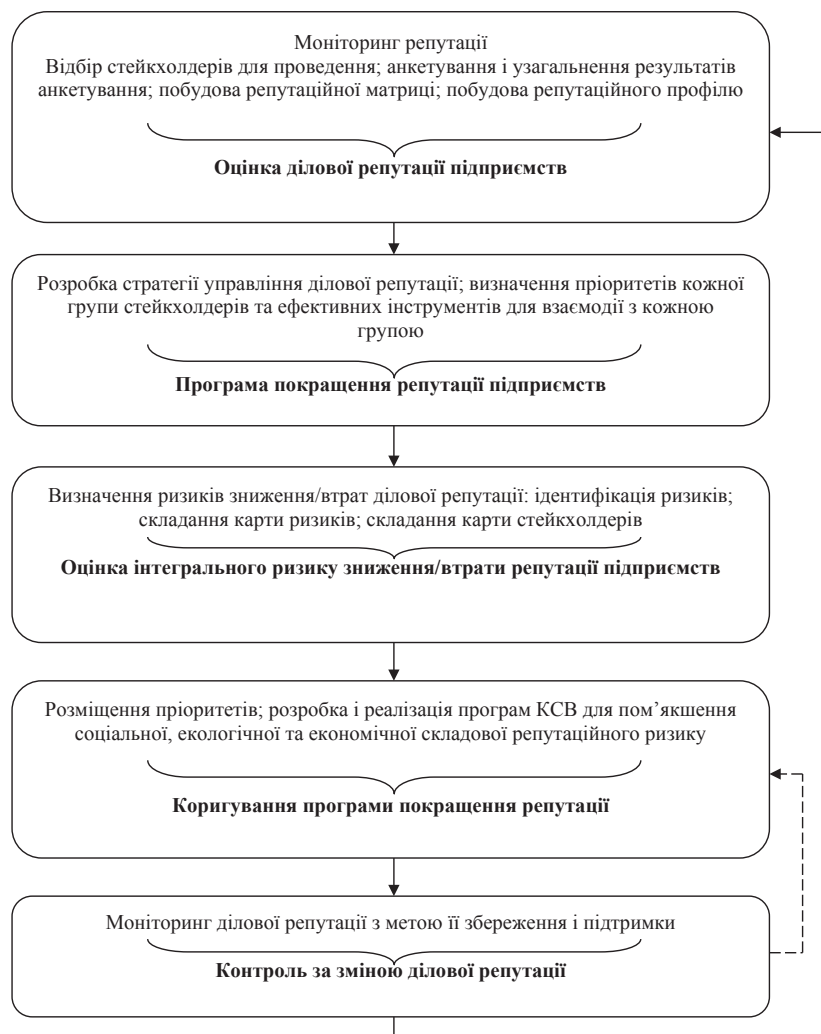 Моніторинг репутації
Відбір стейкхолдерів для проведення; анкетування і узагальнення результатів
анкетування; побудова репутаційної матриці; побудова репутаційного профілю
Оцінка ділової репутації підприємств
Розробка стратегії управління ділової репутації; визначення пріоритетів кожної
групи стейкхолдерів та ефективних інструментів для взаємодії з кожною
групою
Програма покращення репутації підприємств
Визначення ризиків зниження/втрат ділової репутації: ідентифікація ризиків;
складання карти ризиків; складання карти стейкхолдерів
Оцінка інтегрального ризику зниження/втрати репутації підприємств
Розміщення пріоритетів; розробка і реалізація програм КСВ для пом’якшення
соціальної, екологічної та економічної складової репутаційного ризику
Коригування програми покращення репутації
Моніторинг ділової репутації з метою її збереження і підтримки
Контроль за зміною ділової репутації